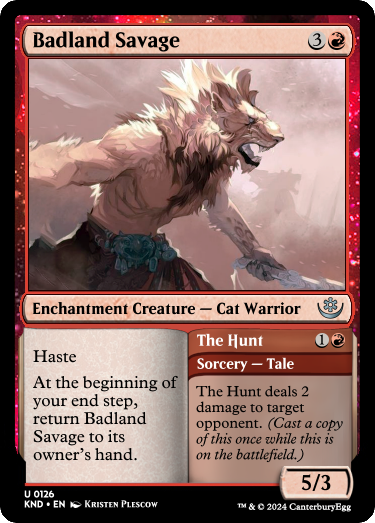 Badland Savage 3
Enchantment Creature — Cat Warrior
Haste
At the beginning of
your end step,
return Badland
Savage to its
owner's hand.
The Hunt 1
Sorcery — Tale
The Hunt deals 2
damage to target
opponent. (Cast a copy
of this once while this is
on the battlefield.)
5/3
U 0126
KND • EN Kristen Plescow
™ & © 2024 CanterburyEgg